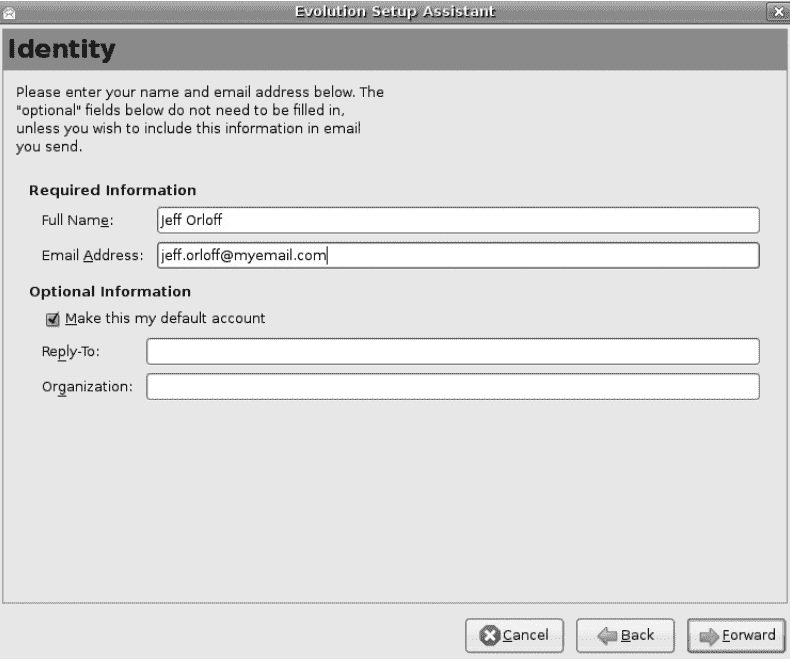 Evolution Setup Assistant
Identity
Please enter your name and email address below. The
"optional" fields below do not need to be filled in,
unless you wish to include this information in email
you send.
Required Information
Full Name: Jeff Orloff
Email Address: jeff.orloff@myemail.com
Optional Information
Make this my default account
Reply-To:
Organization:
Cancel Back Forward